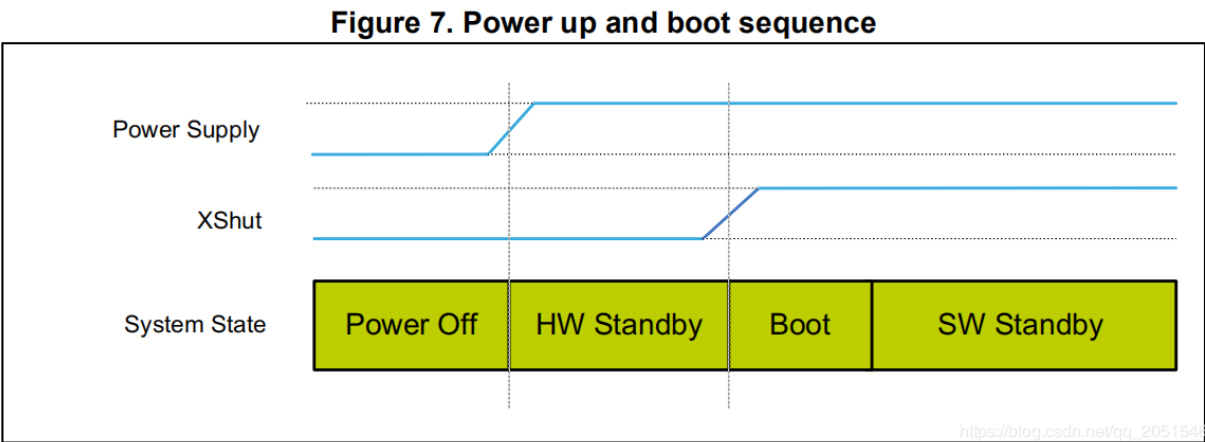 Figure 7. Power up and boot sequence
Power Supply
XShut
System State
Power Off
HW Standby
Boot
SW Standby
https://blog.csdn.net/qq_2051548